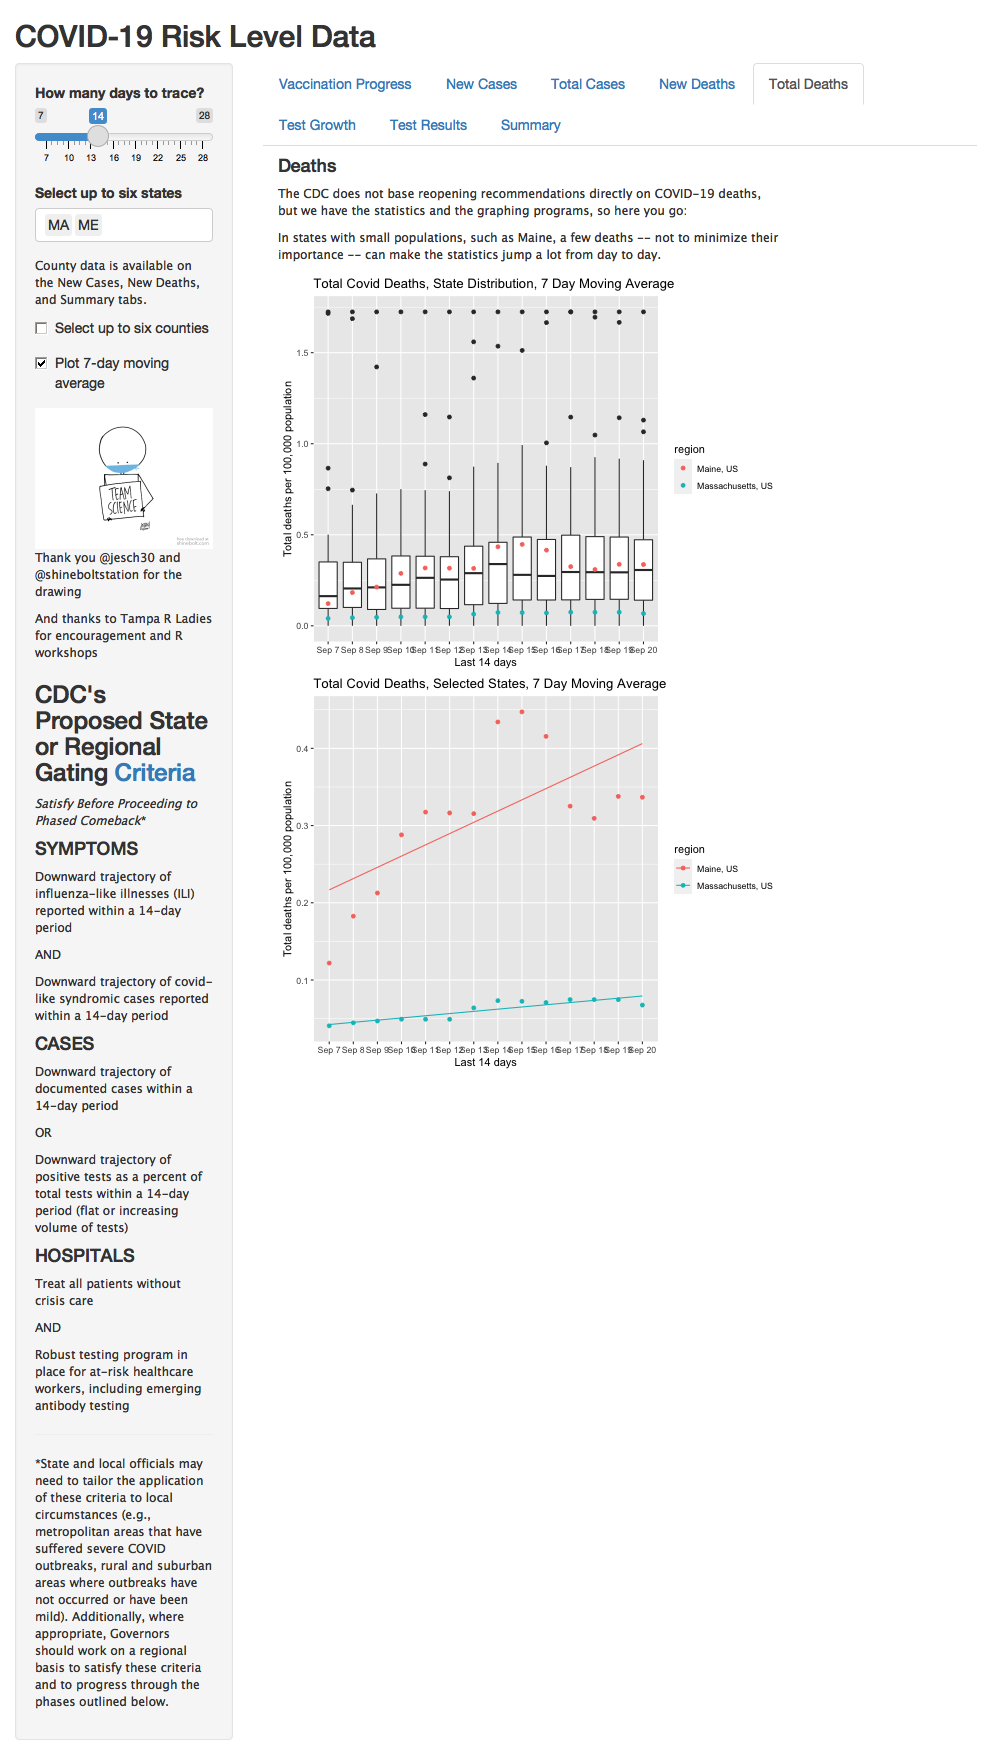 COVID-19 Risk Level Data
How many days to trace?
7 14 28
7 10 13 16 19 22 25 28
Select up to six states
MA ME
County data is available on
the New Cases, New Deaths,
and Summary tabs.
Select up to six counties
Plot 7-day moving
average
TEAM
SCIENCE
Thank you @jesch30 and
@shineboltstation for the
drawing
And thanks to Tampa R Ladies
for encouragement and R
workshops
CDC's
Proposed State
or Regional
Gating Criteria
Satisfy Before Proceeding to
Phased Comeback*
SYMPTOMS
Downward trajectory of
influenza-like illnesses (ILI)
reported within a 14-day
period
AND
Downward trajectory of covid-
like syndromic cases reported
within a 14-day period
CASES
Downward trajectory of
documented cases within a
14-day period
OR
Downward trajectory of
positive tests as a percent of
total tests within a 14-day
period (flat or increasing
volume of tests)
HOSPITALS
Treat all patients without
crisis care
AND
Robust testing program in
place for at-risk healthcare
workers, including emerging
antibody testing
*State and local officials may
need to tailor the application
of these criteria to local
circumstances (e.g.,
metropolitan areas that have
suffered severe COVID
outbreaks, rural and suburban
areas where outbreaks have
not occurred or have been
mild). Additionally, where
appropriate, Governors
should work on a regional
basis to satisfy these criteria
and to progress through the
phases outlined below.
Vaccination Progress New Cases Total Cases New Deaths Total Deaths
Test Growth Test Results Summary
Deaths
The CDC does not base reopening recommendations directly on COVID-19 deaths,
but we have the statistics and the graphing programs, so here you go:
In states with small populations, such as Maine, a few deaths -- not to minimize their
importance -- can make the statistics jump a lot from day to day.
Total Covid Deaths, State Distribution, 7 Day Moving Average
Total deaths per 100,000 population
1.5
1.0
0.5
0.0
Sep 7 Sep 8 Sep 9 Sep 10 Sep 11 Sep 12 Sep 13 Sep 14 Sep 15 Sep 16 Sep 17 Sep 18 Sep 19 Sep 20
Last 14 days
region
Maine, US
Massachusetts, US
Total Covid Deaths, Selected States, 7 Day Moving Average
Total deaths per 100,000 population
0.4
0.3
0.2
0.1
Sep 7 Sep 8 Sep 9 Sep 10 Sep 11 Sep 12 Sep 13 Sep 14 Sep 15 Sep 16 Sep 17 Sep 18 Sep 19 Sep 20
Last 14 days
region
Maine, US
Massachusetts, US